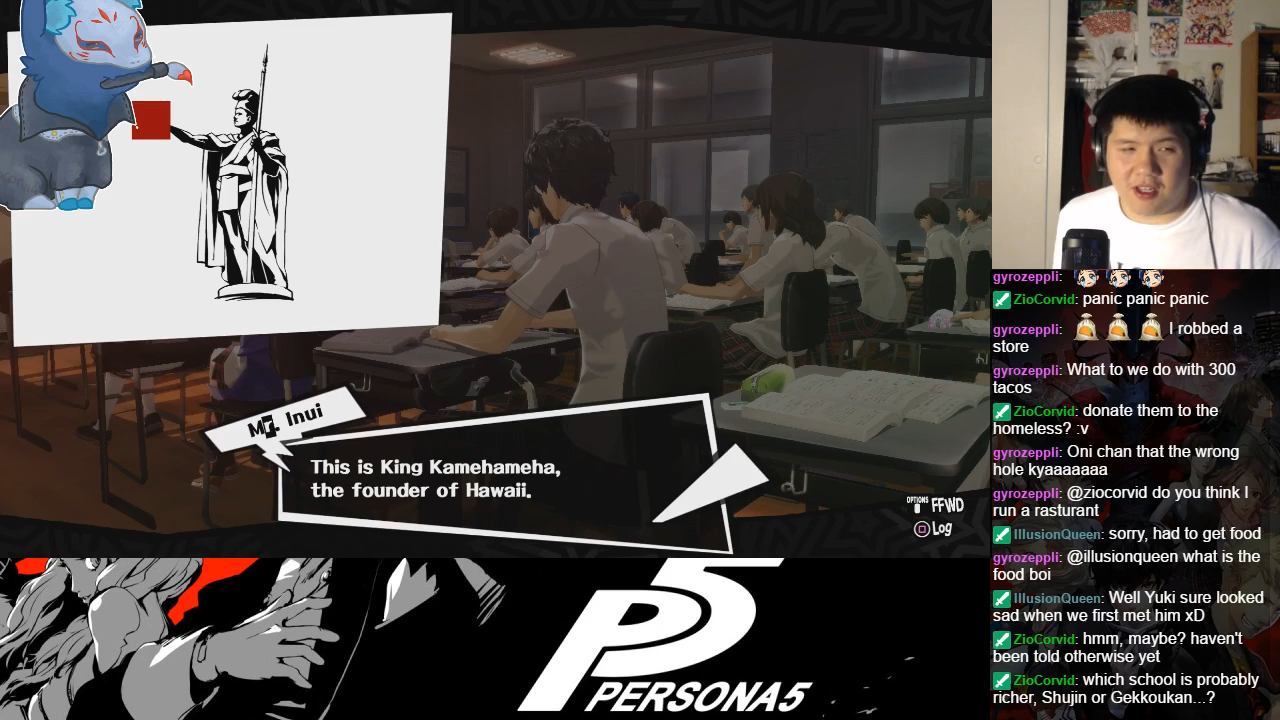 Mr. Inui
This is King Kamehameha,
the founder of Hawaii.
OPTIONS FFWD
Log
P5
PERSONA5
gyrozeppli:
ZioCorvid: panic panic panic
gyrozeppli: I robbed a
store
gyrozeppli: What to we do with 300
tacos
ZioCorvid: donate them to the
homeless? :v
gyrozeppli: Oni chan that the wrong
hole kyaaaaaaa
gyrozeppli: @ziocorvid do you think I
run a rasturant
IllusionQueen: sorry, had to get food
gyrozeppli: @illusionqueen what is the
food boi
IllusionQueen: Well Yuki sure looked
sad when we first met him xD
ZioCorvid: hmm, maybe? haven't
been told otherwise yet
ZioCorvid: which school is probably
richer, Shujin or Gekkoukan...?